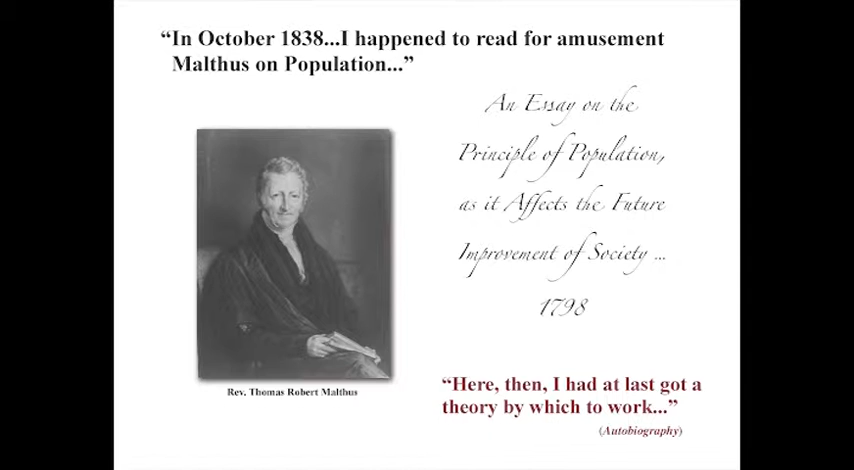 “In October 1838...I happened to read for amusement
Malthus on Population...”
An Essay on the
Principle of Population,
as it Affects the Future
Improvement of Society ...
1798
Rev. Thomas Robert Malthus
“Here, then, I had at last got a
theory by which to work...”
(Autobiography)